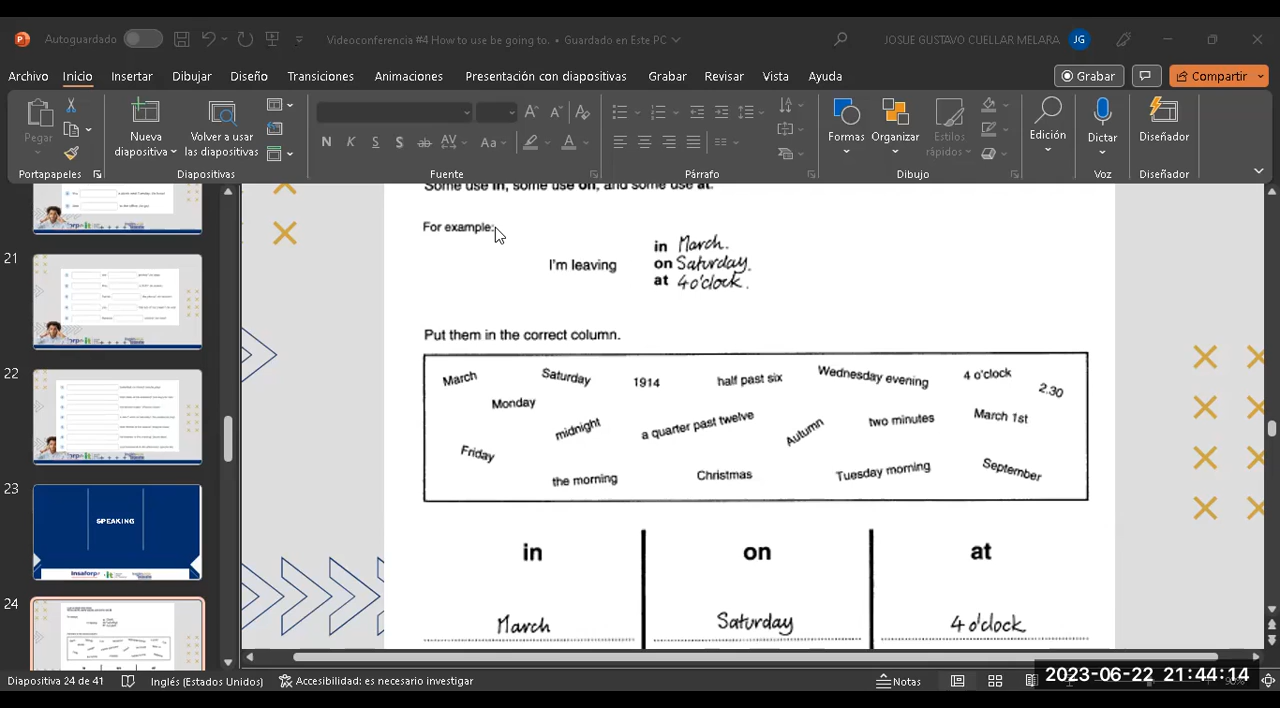 Autoguardado
Videoconferencia #4 How to use be going to. • Guardado en Este PC
JOSUE GUSTAVO CUELLAR MELARA
JG
Archivo Inicio Insertar Dibujar Diseño Transiciones Animaciones Presentación con diapositivas Grabar Revisar Vista Ayuda
Grabar
Compartir
Pegar
Nueva diapositiva
Volver a usar las diapositivas
N K S S ab AV Aa A
Formas
Organizar
Estilos rápidos
Edición
Dictar
Diseñador
Portapapeles Diapositivas Fuente Párrafo Dibujo Voz Diseñador
Some use in, some use on, and some use at.
For example:
in March.
I'm leaving on Saturday.
at 4 o'clock.
Put them in the correct column.
March Saturday 1914 half past six Wednesday evening 4 o'clock 2.30
Monday midnight a quarter past twelve Autumn two minutes March 1st
Friday the morning Christmas Tuesday morning September
in on at
March Saturday 4 o'clock
21
22
23
SPEAKING
insaforp
24
Diapositiva 24 de 41
Inglés (Estados Unidos)
Accesibilidad: es necesario investigar
Notas
2023-06-22 21:44:14